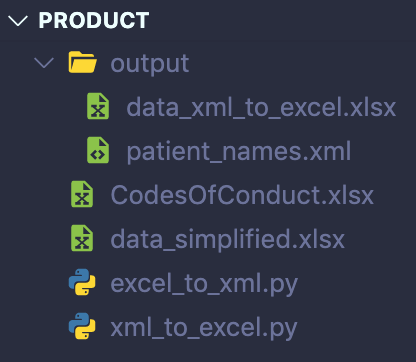 PRODUCT
output
data_xml_to_excel.xlsx
patient_names.xml
CodesOfConduct.xlsx
data_simplified.xlsx
excel_to_xml.py
xml_to_excel.py